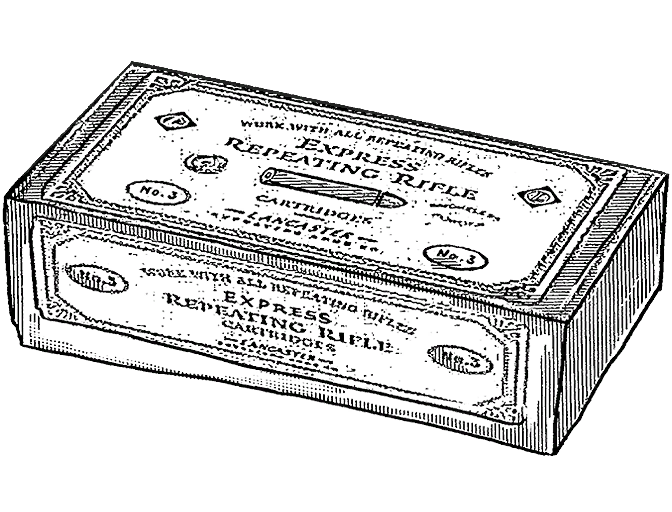 WORK WITH ALL REPEATING RIFLES
EXPRESS
REPEATING RIFLE
CARTRIDGES
LANCASTER
No. 3
No. 3
WORK WITH ALL REPEATING RIFLES
EXPRESS
REPEATING RIFLE
CARTRIDGES
LANCASTER
No. 3
No. 3